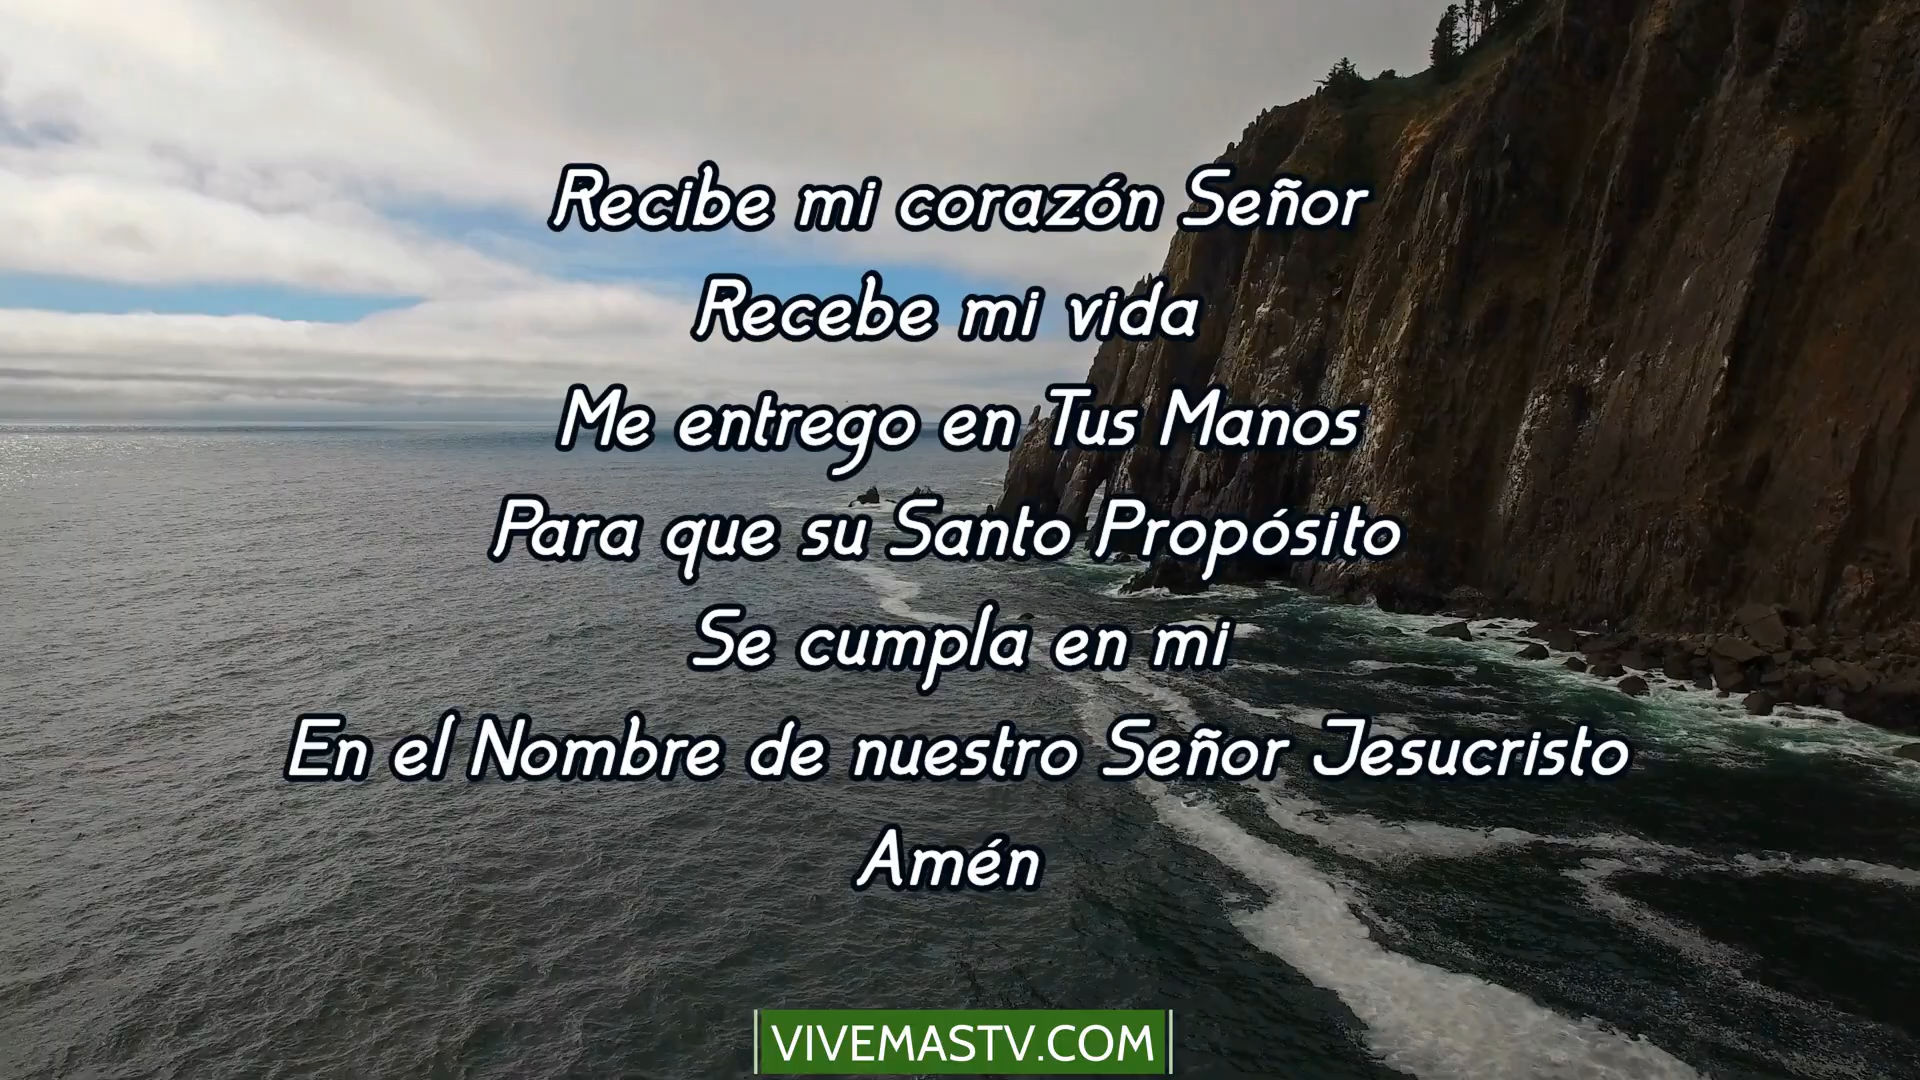 Recibe mi corazón Señor
Recebe mi vida
Me entrego en Tus Manos
Para que su Santo Propósito
Se cumpla en mi
En el Nombre de nuestro Señor Jesucristo
Amén
VIVEMASTV.COM